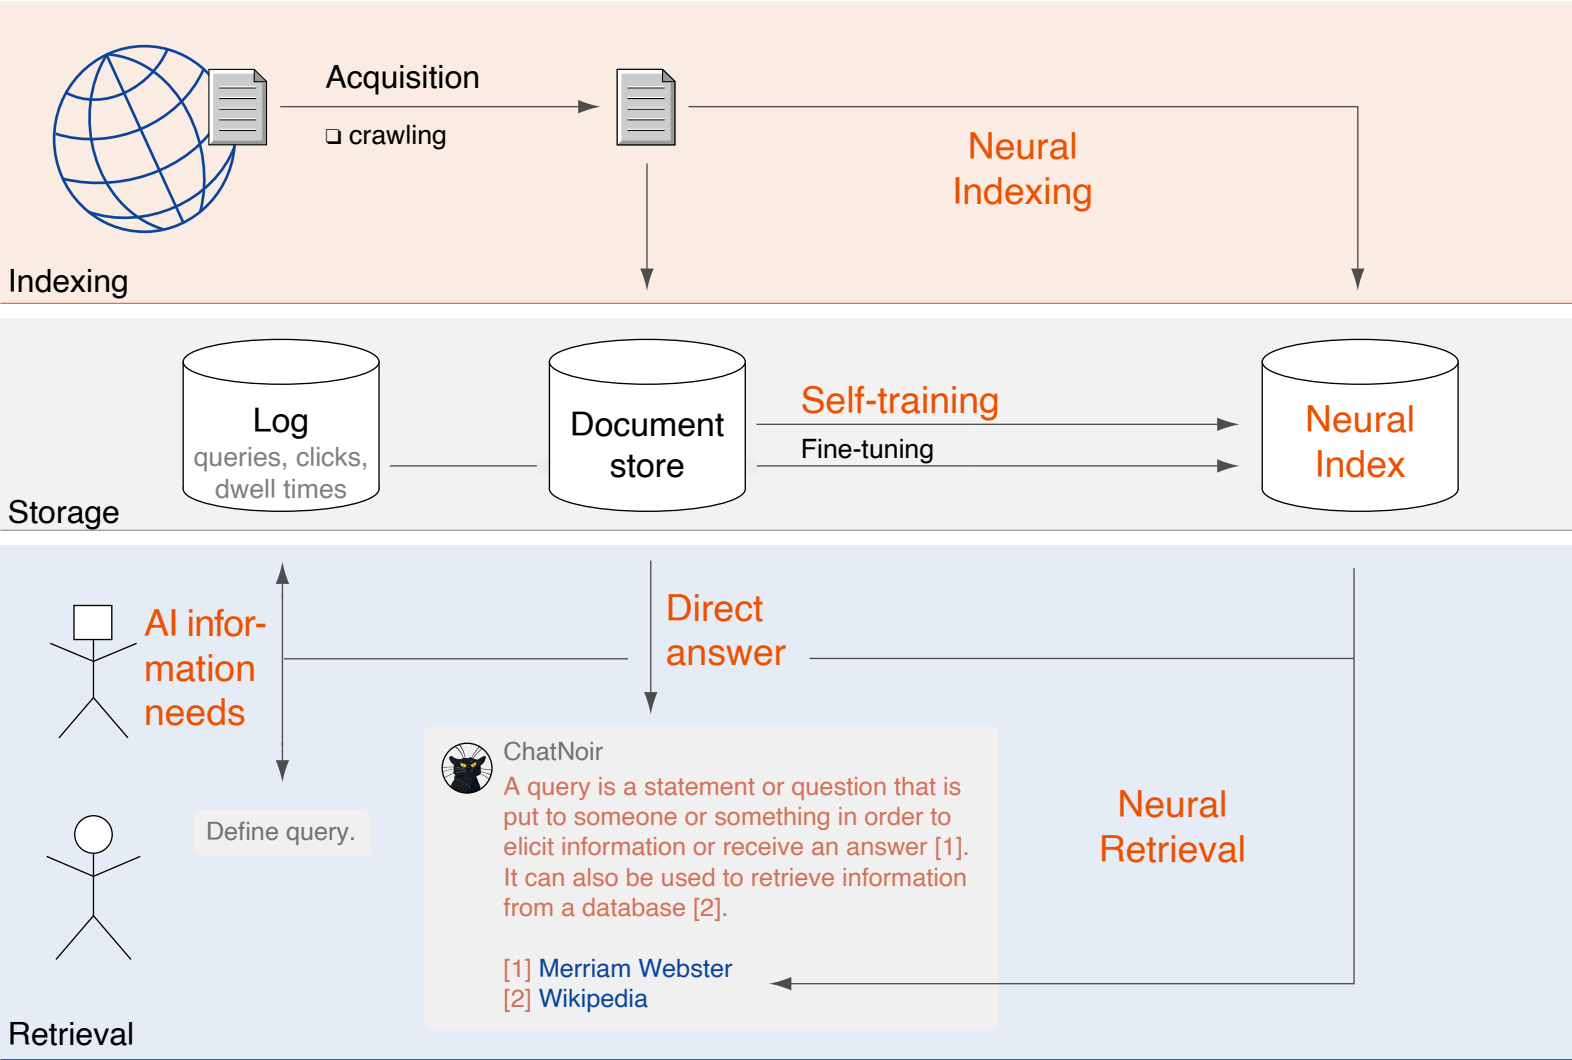 Acquisition
❑ crawling
Neural
Indexing
Indexing
Log
queries, clicks,
dwell times
Document
store
Self-training
Fine-tuning
Neural
Index
Storage
AI infor-
mation
needs
Direct
answer
Define query.
ChatNoir
A query is a statement or question that is
put to someone or something in order to
elicit information or receive an answer [1].
It can also be used to retrieve information
from a database [2].
[1] Merriam Webster
[2] Wikipedia
Neural
Retrieval
Retrieval